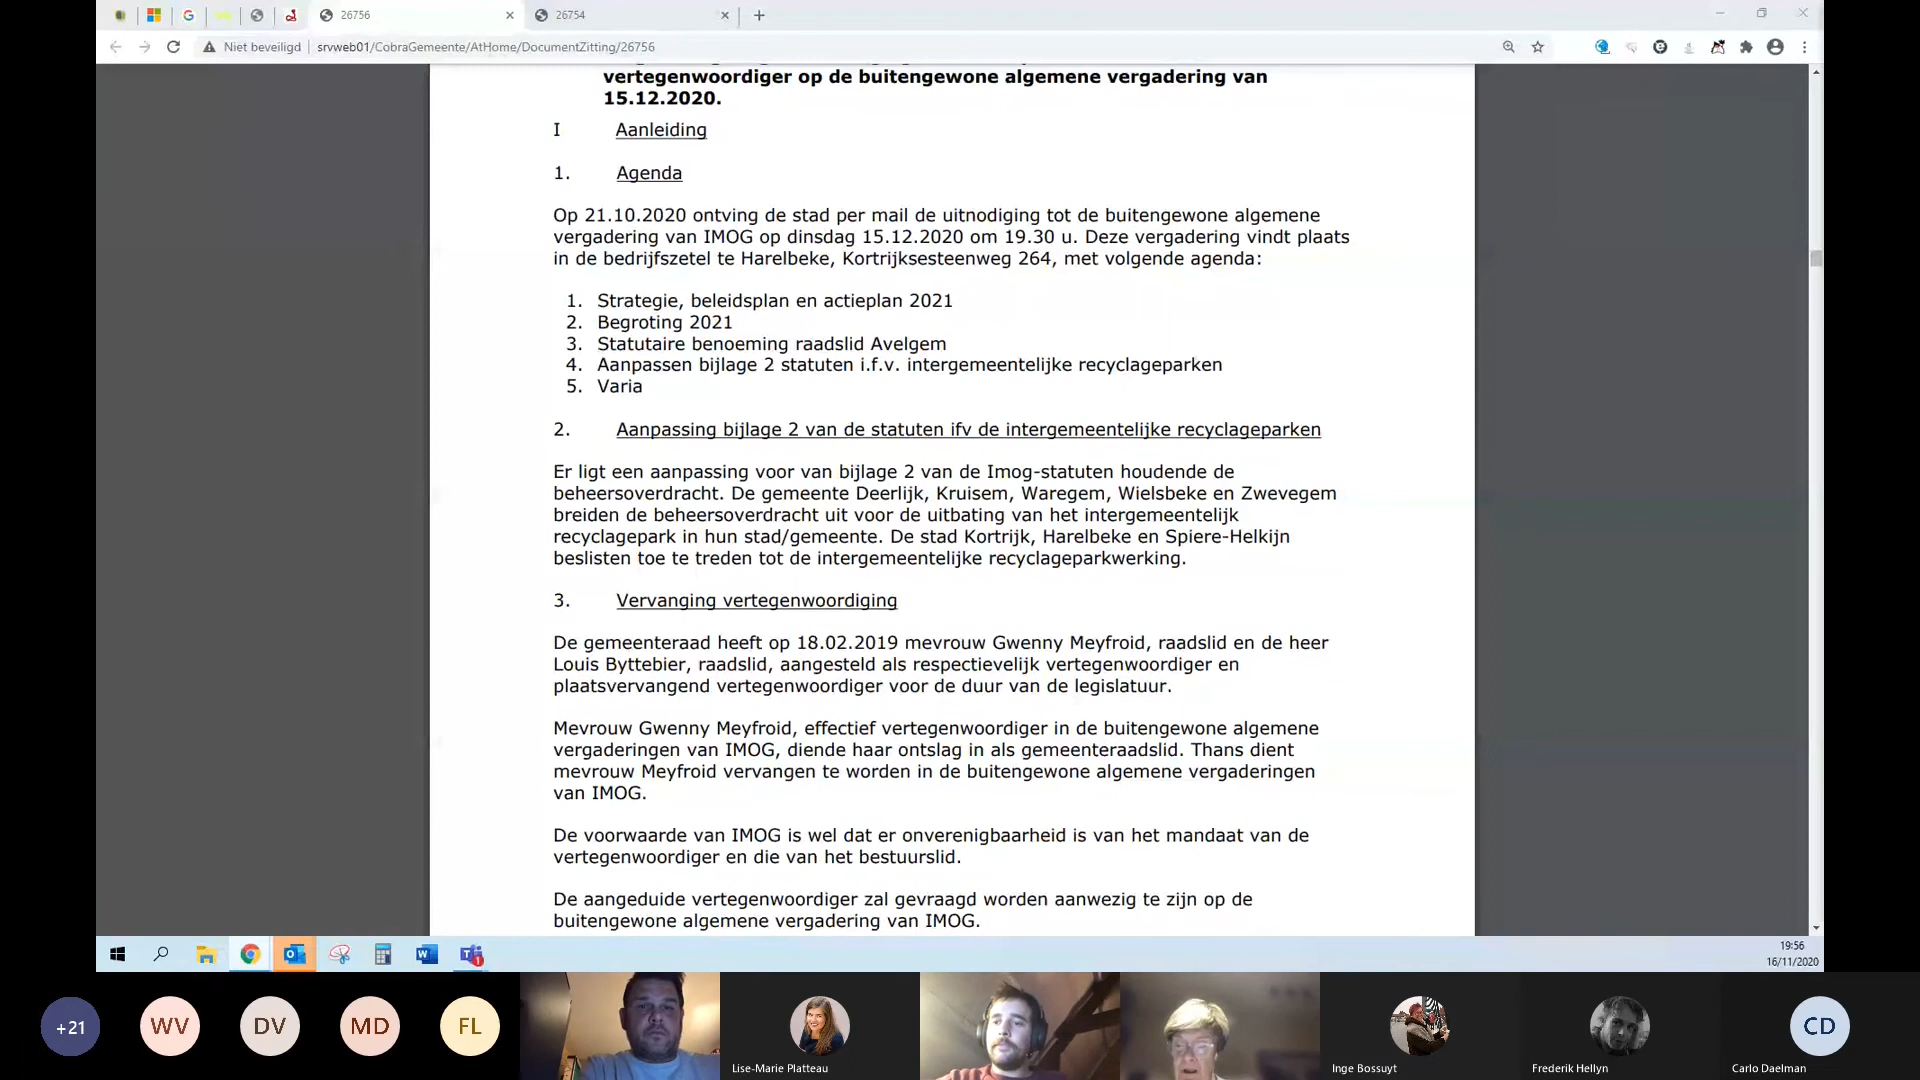 26756
26754
Niet beveiligd
srvweb01/CobraGemeente/AtHome/DocumentZitting/26756
vertegenwoordiger op de buitengewone algemene vergadering van
15.12.2020.
I Aanleiding
1. Agenda
Op 21.10.2020 ontving de stad per mail de uitnodiging tot de buitengewone algemene
vergadering van IMOG op dinsdag 15.12.2020 om 19.30 u. Deze vergadering vindt plaats
in de bedrijfszetel te Harelbeke, Kortrijksesteenweg 264, met volgende agenda:
1. Strategie, beleidsplan en actieplan 2021
2. Begroting 2021
3. Statutaire benoeming raadslid Avelgem
4. Aanpassen bijlage 2 statuten i.f.v. intergemeentelijke recyclageparken
5. Varia
2. Aanpassing bijlage 2 van de statuten ifv de intergemeentelijke recyclageparken
Er ligt een aanpassing voor van bijlage 2 van de Imog-statuten houdende de
beheersoverdracht. De gemeente Deerlijk, Kruisem, Waregem, Wielsbeke en Zwevegem
breiden de beheersoverdracht uit voor de uitbating van het intergemeentelijk
recyclagepark in hun stad/gemeente. De stad Kortrijk, Harelbeke en Spiere-Helkijn
beslisten toe te treden tot de intergemeentelijke recyclageparkwerking.
3. Vervanging vertegenwoordiging
De gemeenteraad heeft op 18.02.2019 mevrouw Gwenny Meyfroid, raadslid en de heer
Louis Byttebier, raadslid, aangesteld als respectievelijk vertegenwoordiger en
plaatsvervangend vertegenwoordiger voor de duur van de legislatuur.
Mevrouw Gwenny Meyfroid, effectief vertegenwoordiger in de buitengewone algemene
vergaderingen van IMOG, diende haar ontslag in als gemeenteraadslid. Thans dient
mevrouw Meyfroid vervangen te worden in de buitengewone algemene vergaderingen
van IMOG.
De voorwaarde van IMOG is wel dat er onverenigbaarheid is van het mandaat van de
vertegenwoordiger en die van het bestuurslid.
De aangeduide vertegenwoordiger zal gevraagd worden aanwezig te zijn op de
buitengewone algemene vergadering van IMOG.
19:56
16/11/2020
+21
WV
DV
MD
FL
CD
Lise-Marie Platteau
Inge Bossuyt
Frederik Hellyn
Carlo Daelman